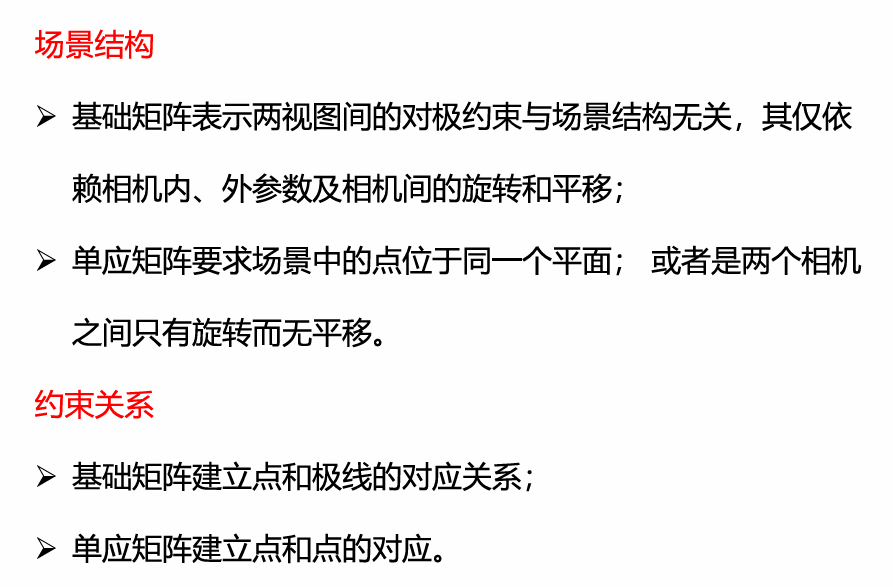 场景结构
➢ 基础矩阵表示两视图间的对极约束与场景结构无关，其仅依
赖相机内、外参数及相机间的旋转和平移；
➢ 单应矩阵要求场景中的点位于同一个平面； 或者是两个相机
之间只有旋转而无平移。
约束关系
➢ 基础矩阵建立点和极线的对应关系；
➢ 单应矩阵建立点和点的对应。